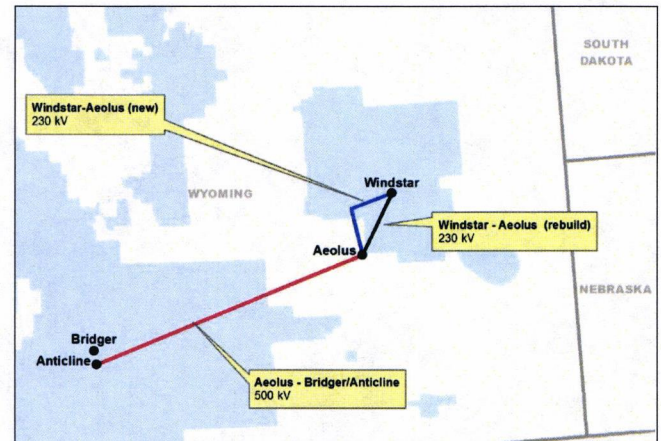 SOUTH
DAKOTA
Windstar-Aeolus (new)
230 kV
WYOMING
Windstar
Windstar - Aeolus (rebuild)
230 kV
Aeolus
NEBRASKA
Bridger
Anticline
Aeolus - Bridger/Anticline
500 kV